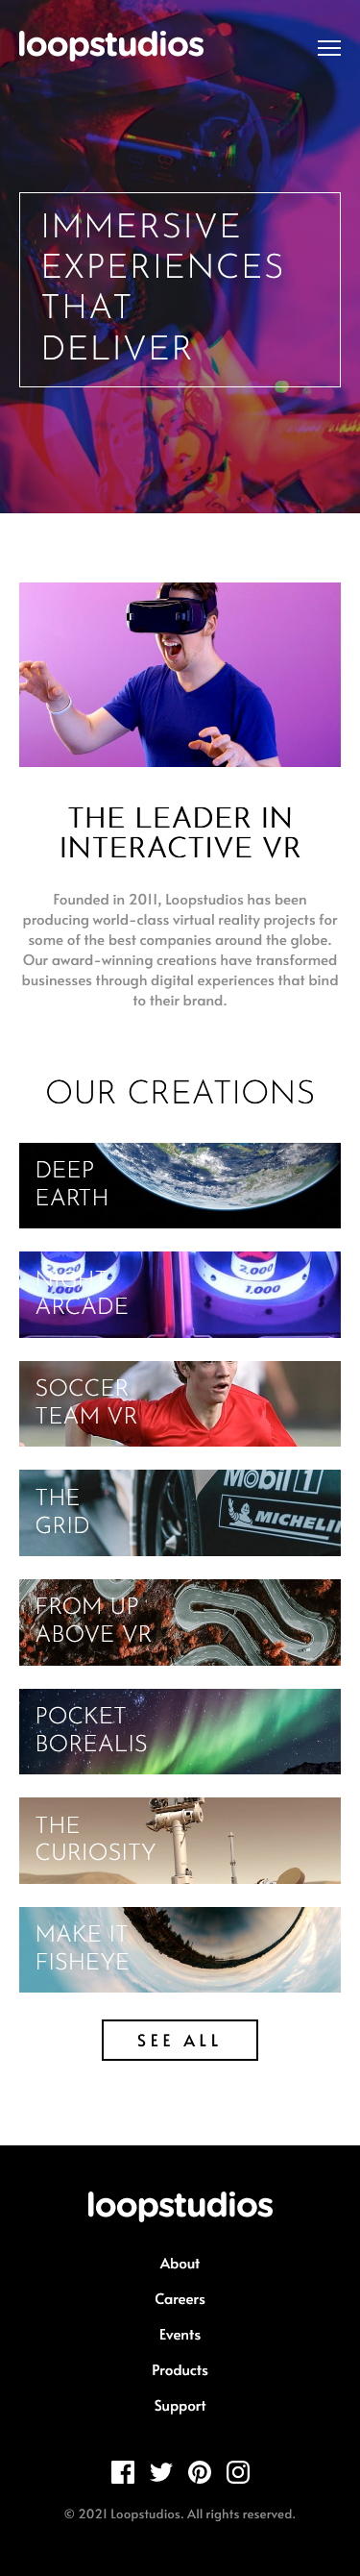 loopstudios
IMMERSIVE
EXPERIENCES
THAT
DELIVER
THE LEADER IN
INTERACTIVE VR
Founded in 2011, Loopstudios has been
producing world-class virtual reality projects for
some of the best companies around the globe.
Our award-winning creations have transformed
businesses through digital experiences that bind
to their brand.
OUR CREATIONS
DEEP
EARTH
NIGHT
ARCADE
2,020
1,000
2,000
1,000
SOCCER
TEAM VR
THE
GRID
Mobil 1
MICHELIN
FROM UP
ABOVE VR
POCKET
BOREALIS
THE
CURIOSITY
MAKE IT
FISHEYE
SEE ALL
loopstudios
About
Careers
Events
Products
Support
© 2021 Loopstudios. All rights reserved.